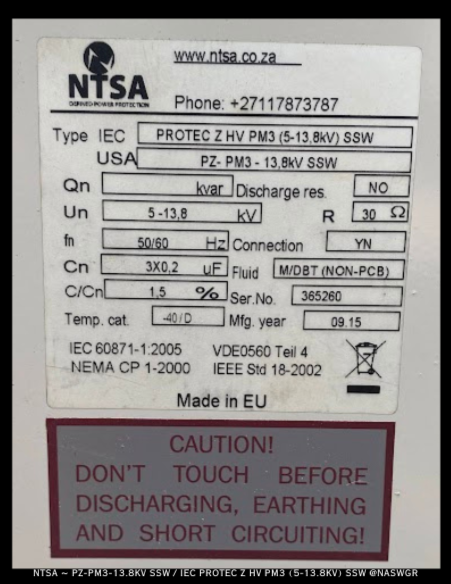 www.ntsa.co.za
NTSA
DEFINED POWER PROTECTION
Phone: +27117873787
Type IEC PROTEC Z HV PM3 (5-13,8kV) SSW
USA PZ- PM3 - 13,8kV SSW
Qn kvar Discharge res. NO
Un 5 -13,8 kV R 30 Ω
fn 50/60 Hz Connection YN
Cn 3X0,2 uF Fluid M/DBT (NON-PCB)
C/Cn 1,5 % Ser.No. 365260
Temp. cat. -40/D Mfg. year 09.15
IEC 60871-1:2005 VDE0560 Teil 4
NEMA CP 1-2000 IEEE Std 18-2002
Made in EU
CAUTION!
DON'T TOUCH BEFORE
DISCHARGING, EARTHING
AND SHORT CIRCUITING!
NTSA ~ PZ-PM3-13.8KV SSW / IEC PROTEC Z HV PM3 (5-13.8KV) SSW @NASWGR